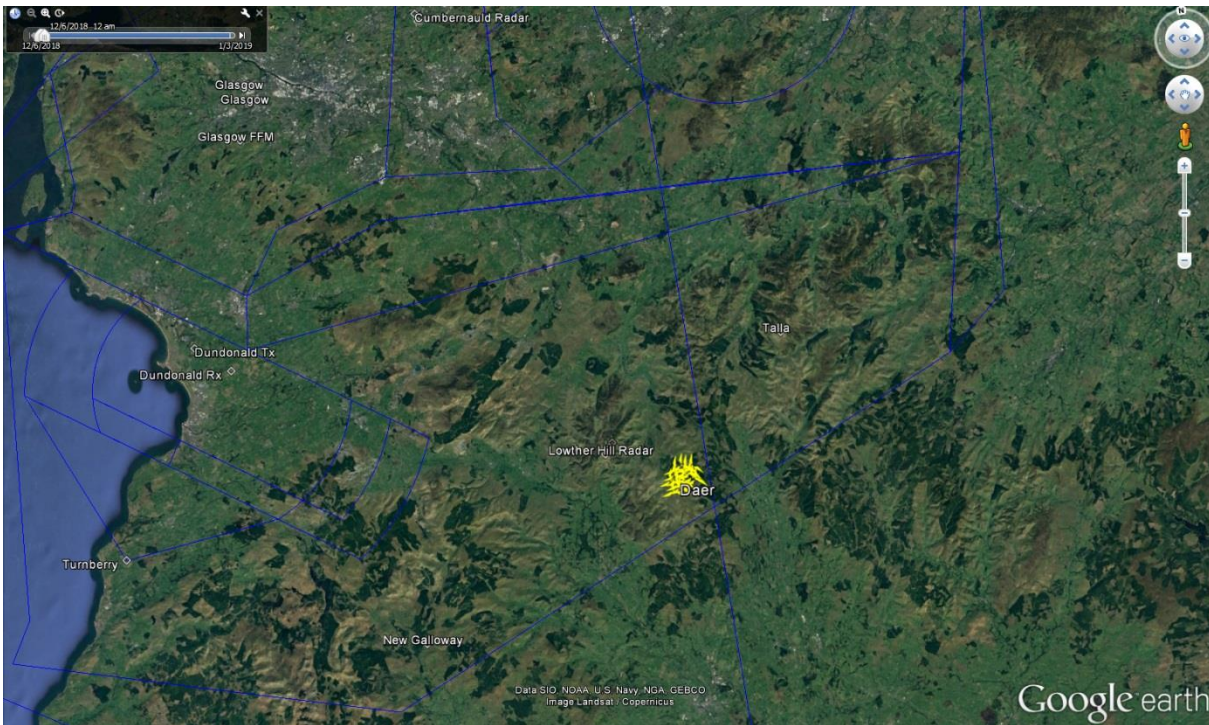 12/6/2018 12 am
12/6/2018
1/3/2019
Cumbernauld Radar
Glasgow
Glasgow
Glasgow FFM
Talla
Dundonald Tx
Dundonald Rx
Lowther Hill Radar
Daer
Turnberry
New Galloway
Data SIO, NOAA, U.S. Navy, NGA, GEBCO
Image Landsat / Copernicus
Google earth
N